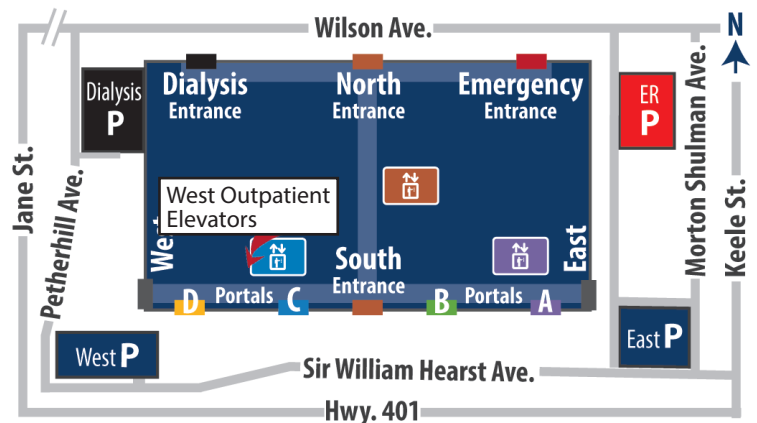 Wilson Ave.
N
Dialysis
P
Dialysis
Entrance
North
Entrance
Emergency
Entrance
ER
P
Jane St.
Petherhill Ave.
Morton Shulman Ave.
Keele St.
West Outpatient
Elevators
West
East
South
Entrance
D
Portals
C
B
Portals
A
West P
East P
Sir William Hearst Ave.
Hwy. 401